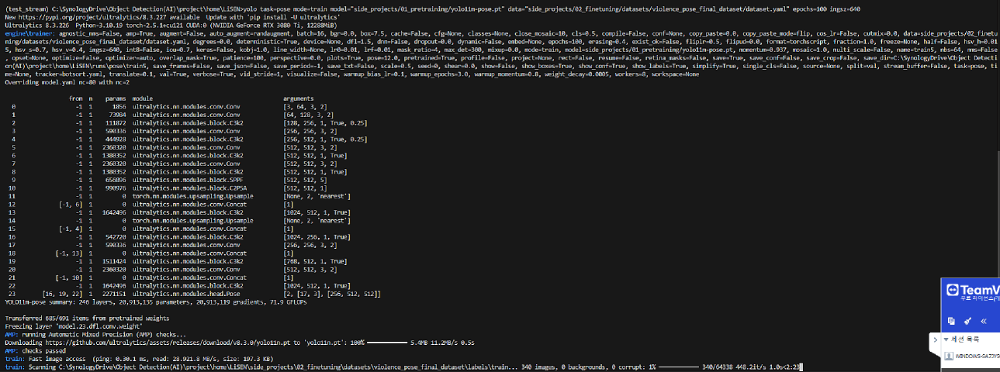 (test_stream) C:\SynologyDrive\Object Detection(AI)\project\home\LiSEN>yolo task=pose mode=train model="side_projects/01_pretraining/yolo11m-pose.pt" data="side_projects/02_finetuning/datasets/violence_pose_final_dataset/dataset.yaml" epochs=100 imgsz=640
New https://pypi.org/project/ultralytics/8.3.227 available Update with 'pip install -U ultralytics'
Ultralytics 8.3.226 Python-3.10.19 torch-2.5.1+cu121 CUDA:0 (NVIDIA GeForce RTX 3080 Ti, 12288MiB)
engine\trainer: agnostic_nms=False, amp=True, augment=False, auto_augment=randaugment, batch=16, bgr=0.0, box=7.5, cache=False, cfg=None, classes=None, close_mosaic=10, cls=0.5, compile=False, conf=None, copy_paste=0.0, copy_paste_mode=flip, cos_lr=False, cutmix=0.0, data=side_projects/02_finetu
ning/datasets/violence_pose_final_dataset/dataset.yaml, degrees=0.0, deterministic=True, device=None, dfl=1.5, dnn=False, dropout=0.0, dynamic=False, embed=None, epochs=100, erasing=0.4, exist_ok=False, fliplr=0.5, flipud=0.0, format=torchscript, fraction=1.0, freeze=None, half=False, hsv_h=0.01
5, hsv_s=0.7, hsv_v=0.4, imgsz=640, int8=False, iou=0.7, keras=False, kobj=1.0, line_width=None, lr0=0.01, lrf=0.01, mask_ratio=4, max_det=300, mixup=0.0, mode=train, model=side_projects/01_pretraining/yolo11m-pose.pt, momentum=0.937, mosaic=1.0, multi_scale=False, name=train5, nbs=64, nms=False
, opset=None, optimize=False, optimizer=auto, overlap_mask=True, patience=100, perspective=0.0, plots=True, pose=12.0, pretrained=True, profile=False, project=None, rect=False, resume=False, retina_masks=False, save=True, save_conf=False, save_crop=False, save_dir=C:\SynologyDrive\Object Detecti
on(AI)\project\home\LiSEN\runs\pose\train5, save_frames=False, save_json=False, save_period=-1, save_txt=False, scale=0.5, seed=0, shear=0.0, show=False, show_boxes=True, show_conf=True, show_labels=True, simplify=True, single_cls=False, source=None, split=val, stream_buffer=False, task=pose, ti
me=None, tracker=botsort.yaml, translate=0.1, val=True, verbose=True, vid_stride=1, visualize=False, warmup_bias_lr=0.1, warmup_epochs=3.0, warmup_momentum=0.8, weight_decay=0.0005, workers=8, workspace=None
Overriding model.yaml nc=80 with nc=2
from n params module arguments
0 -1 1 1856 ultralytics.nn.modules.conv.Conv [3, 64, 3, 2]
1 -1 1 73984 ultralytics.nn.modules.conv.Conv [64, 128, 3, 2]
2 -1 1 111872 ultralytics.nn.modules.block.C3k2 [128, 256, 1, True, 0.25]
3 -1 1 590336 ultralytics.nn.modules.conv.Conv [256, 256, 3, 2]
4 -1 1 444928 ultralytics.nn.modules.block.C3k2 [256, 512, 1, True, 0.25]
5 -1 1 2360320 ultralytics.nn.modules.conv.Conv [512, 512, 3, 2]
6 -1 1 1380352 ultralytics.nn.modules.block.C3k2 [512, 512, 1, True]
7 -1 1 2360320 ultralytics.nn.modules.conv.Conv [512, 512, 3, 2]
8 -1 1 1380352 ultralytics.nn.modules.block.C3k2 [512, 512, 1, True]
9 -1 1 656896 ultralytics.nn.modules.block.SPPF [512, 512, 5]
10 -1 1 990976 ultralytics.nn.modules.block.C2PSA [512, 512, 1]
11 -1 1 0 torch.nn.modules.upsampling.Upsample [None, 2, 'nearest']
12 [-1, 6] 1 0 ultralytics.nn.modules.conv.Concat [1]
13 -1 1 1642496 ultralytics.nn.modules.block.C3k2 [1024, 512, 1, True]
14 -1 1 0 torch.nn.modules.upsampling.Upsample [None, 2, 'nearest']
15 [-1, 4] 1 0 ultralytics.nn.modules.conv.Concat [1]
16 -1 1 542720 ultralytics.nn.modules.block.C3k2 [1024, 256, 1, True]
17 -1 1 590336 ultralytics.nn.modules.conv.Conv [256, 256, 3, 2]
18 [-1, 13] 1 0 ultralytics.nn.modules.conv.Concat [1]
19 -1 1 1511424 ultralytics.nn.modules.block.C3k2 [768, 512, 1, True]
20 -1 1 2360320 ultralytics.nn.modules.conv.Conv [512, 512, 3, 2]
21 [-1, 10] 1 0 ultralytics.nn.modules.conv.Concat [1]
22 -1 1 1642496 ultralytics.nn.modules.block.C3k2 [1024, 512, 1, True]
23 [16, 19, 22] 1 2271151 ultralytics.nn.modules.head.Pose [2, [17, 3], [256, 512, 512]]
YOLO11m-pose summary: 246 layers, 20,913,135 parameters, 20,913,119 gradients, 71.9 GFLOPs
Transferred 685/691 items from pretrained weights
Freezing layer 'model.23.dfl.conv.weight'
AMP: running Automatic Mixed Precision (AMP) checks...
Downloading https://github.com/ultralytics/assets/releases/download/v8.3.0/yolo11n.pt to 'yolo11n.pt': 100% 5.4MB 11.2MB/s 0.5s
AMP: checks passed
train: Fast image access (ping: 0.30.1 ms, read: 28.921.8 MB/s, size: 197.3 KB)
train: Scanning C:\SynologyDrive\Object Detection(AI)\project\home\LiSEN\side_projects\02_finetuning\datasets\violence_pose_final_dataset\labels\train... 340 images, 0 backgrounds, 0 corrupt: 1% 340/64338 448.2it/s 1.0s<2:23
TeamV
무료 라이선스(개
세션 목록
WINDOWS-5A7JV9